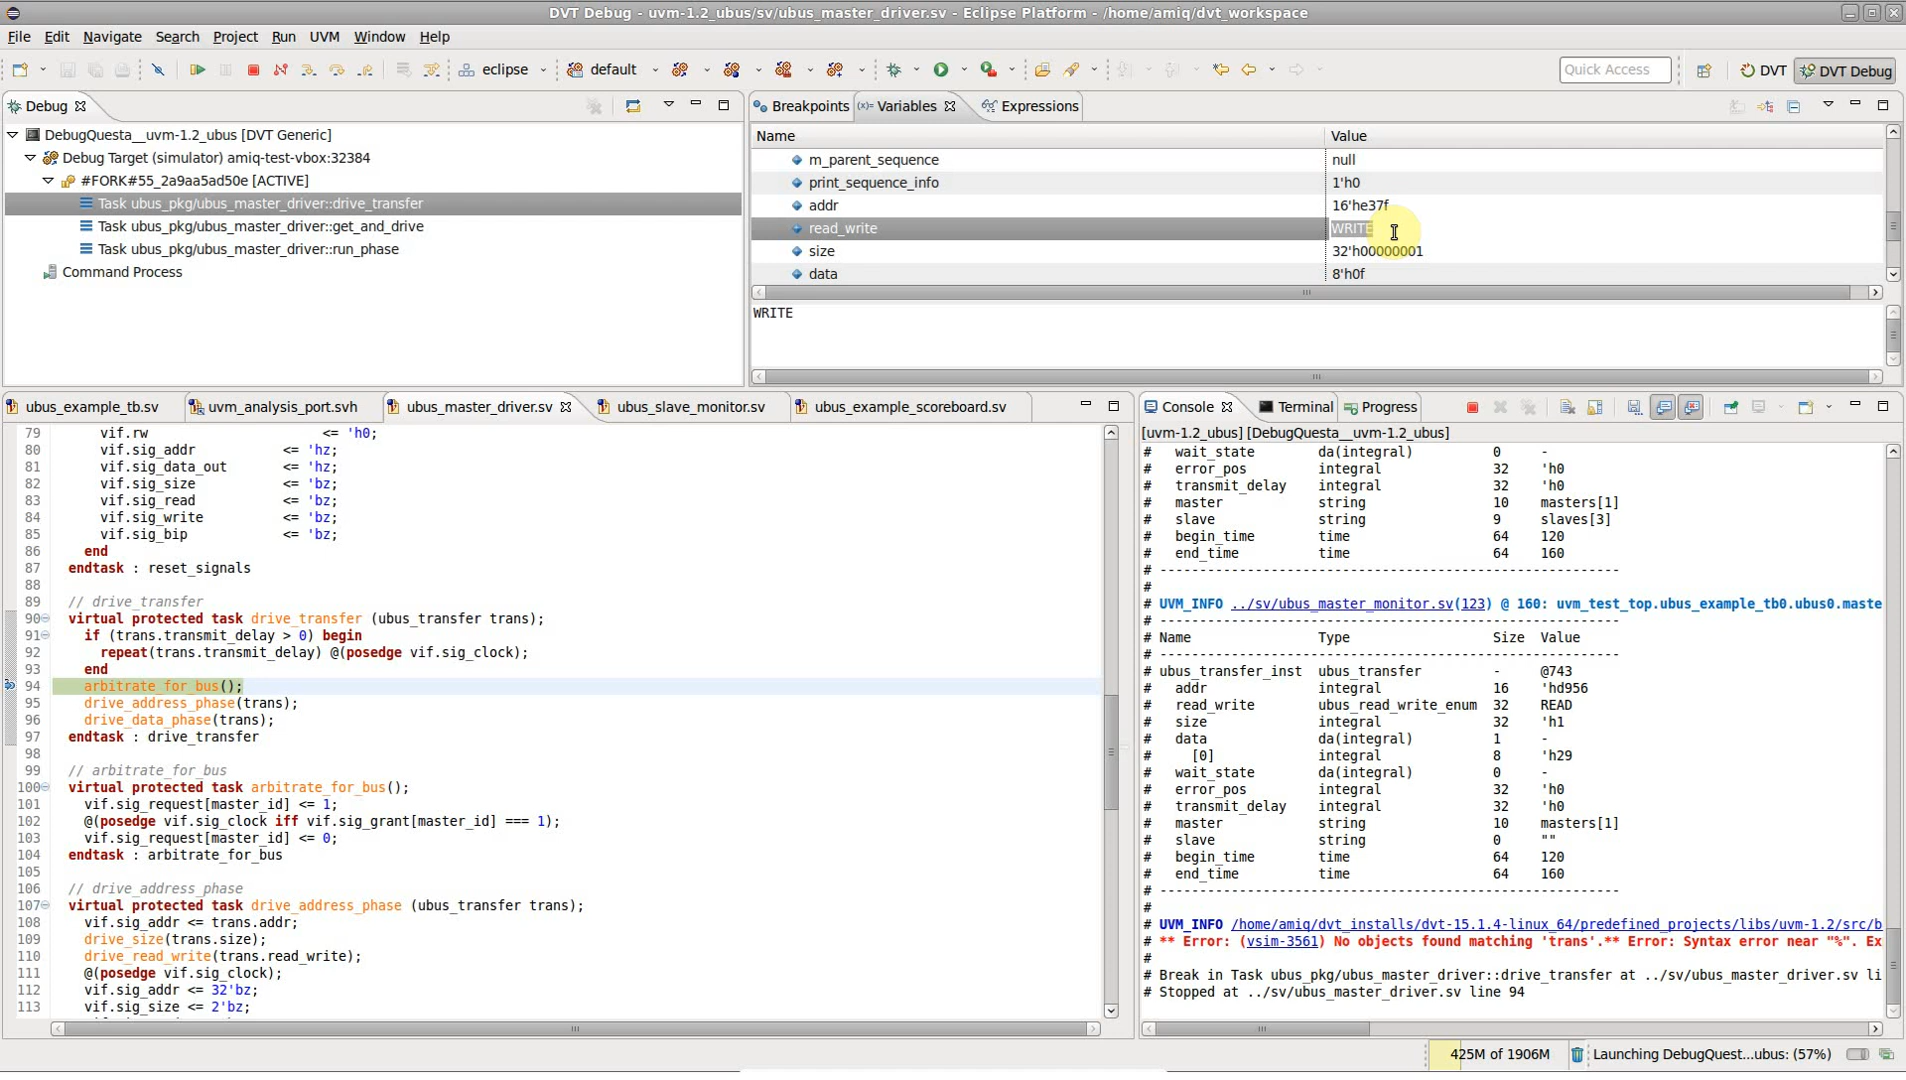 DVT Debug - uvm-1.2_ubus/sv/ubus_master_driver.sv - Eclipse Platform - /home/amiq/dvt_workspace
File Edit Navigate Search Project Run UVM Window Help
eclipse default Quick Access DVT DVT Debug
Debug
DebugQuesta__uvm-1.2_ubus [DVT Generic]
Debug Target (simulator) amiq-test-vbox:32384
#FORK#55_2a9aa5ad50e [ACTIVE]
Task ubus_pkg/ubus_master_driver::drive_transfer
Task ubus_pkg/ubus_master_driver::get_and_drive
Task ubus_pkg/ubus_master_driver::run_phase
Command Process
Breakpoints (x)= Variables Expressions
Name Value
m_parent_sequence null
print_sequence_info 1'h0
addr 16'he37f
read_write WRITE
size 32'h00000001
data 8'h0f
WRITE
ubus_example_tb.sv uvm_analysis_port.svh ubus_master_driver.sv ubus_slave_monitor.sv ubus_example_scoreboard.sv
79 vif.rw <= 'h0;
80 vif.sig_addr <= 'hz;
81 vif.sig_data_out <= 'hz;
82 vif.sig_size <= 'bz;
83 vif.sig_read <= 'bz;
84 vif.sig_write <= 'bz;
85 vif.sig_bip <= 'bz;
86 end
87 endtask : reset_signals
88
89 // drive_transfer
90 virtual protected task drive_transfer (ubus_transfer trans);
91 if (trans.transmit_delay > 0) begin
92 repeat(trans.transmit_delay) @(posedge vif.sig_clock);
93 end
94 arbitrate_for_bus();
95 drive_address_phase(trans);
96 drive_data_phase(trans);
97 endtask : drive_transfer
98
99 // arbitrate_for_bus
100 virtual protected task arbitrate_for_bus();
101 vif.sig_request[master_id] <= 1;
102 @(posedge vif.sig_clock iff vif.sig_grant[master_id] === 1);
103 vif.sig_request[master_id] <= 0;
104 endtask : arbitrate_for_bus
105
106 // drive_address_phase
107 virtual protected task drive_address_phase (ubus_transfer trans);
108 vif.sig_addr <= trans.addr;
109 drive_size(trans.size);
110 drive_read_write(trans.read_write);
111 @(posedge vif.sig_clock);
112 vif.sig_addr <= 32'bz;
113 vif.sig_size <= 2'bz;
Console Terminal Progress
[uvm-1.2_ubus] [DebugQuesta__uvm-1.2_ubus]
# wait_state da(integral) 0 -
# error_pos integral 32 'h0
# transmit_delay integral 32 'h0
# master string 10 masters[1]
# slave string 9 slaves[3]
# begin_time time 64 120
# end_time time 64 160
# ---------------------------------------------------------
#
# UVM_INFO ../sv/ubus_master_monitor.sv(123) @ 160: uvm_test_top.ubus_example_tb0.ubus0.maste
# ---------------------------------------------------------
# Name Type Size Value
# ---------------------------------------------------------
# ubus_transfer_inst ubus_transfer - @743
# addr integral 16 'hd956
# read_write ubus_read_write_enum 32 READ
# size integral 32 'h1
# data da(integral) 1 -
# [0] integral 8 'h29
# wait_state da(integral) 0 -
# error_pos integral 32 'h0
# transmit_delay integral 32 'h0
# master string 10 masters[1]
# slave string 0 ""
# begin_time time 64 120
# end_time time 64 160
# ---------------------------------------------------------
#
# UVM_INFO /home/amiq/dvt_installs/dvt-15.1.4-linux_64/predefined_projects/libs/uvm-1.2/src/b
# ** Error: (vsim-3561) No objects found matching 'trans'.** Error: Syntax error near "%". Ex
#
# Break in Task ubus_pkg/ubus_master_driver::drive_transfer at ../sv/ubus_master_driver.sv li
# Stopped at ../sv/ubus_master_driver.sv line 94
425M of 1906M Launching DebugQuest...ubus: (57%)